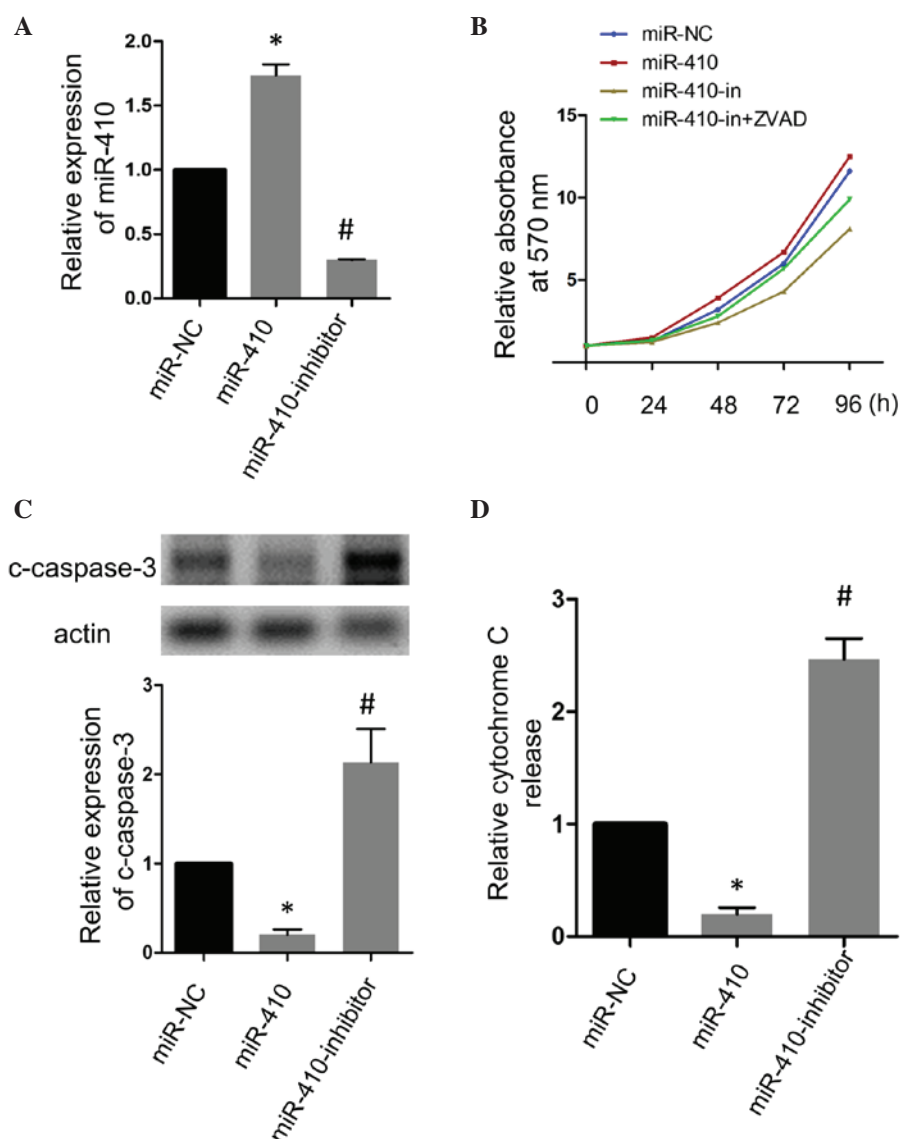 A
Relative expression
of miR-410
2.0
1.5
1.0
0.5
0.0
*
#
miR-NC
miR-410
miR-410-inhibitor
B
miR-NC
miR-410
miR-410-in
miR-410-in+ZVAD
Relative absorbance
at 570 nm
15
10
5
0 24 48 72 96 (h)
C
c-caspase-3
actin
Relative expression
of c-caspase-3
3
2
1
0
*
#
miR-NC
miR-410
miR-410-inhibitor
D
Relative cytochrome C
release
3
2
1
0
*
#
miR-NC
miR-410
miR-410-inhibitor